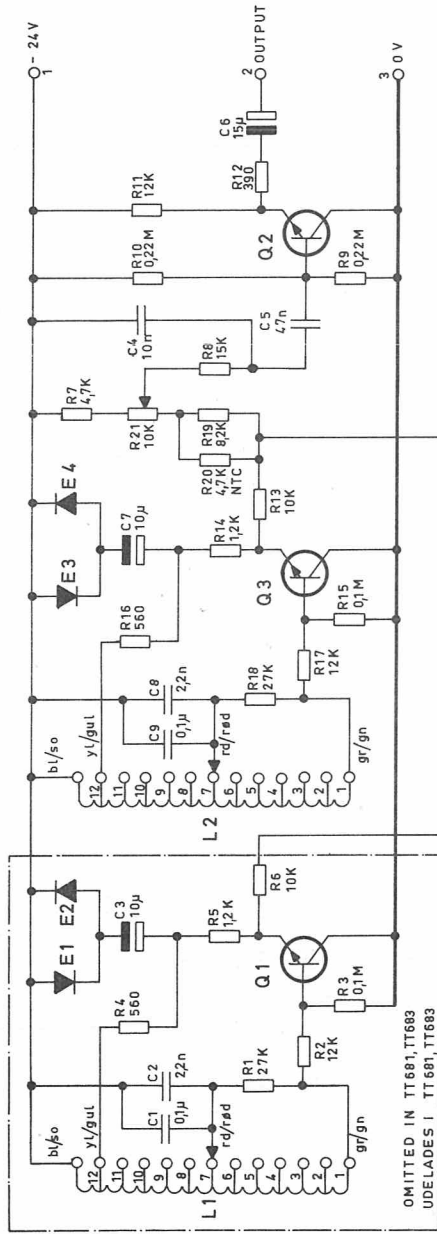 - 24V
1
OUTPUT
2
C6
15µ
R12
390
0V
3
R11
12K
R10
0,22M
Q2
R9
0,22M
C4
10n
C5
47n
R8
15K
R7
4,7K
R21
10K
R19
8,2K
R20
4,7K
NTC
R13
10K
E4
E3
C7
10µ
R14
1,2K
R16
560
Q3
R15
0,1M
R17
12K
R18
27K
C8
2,2n
C9
0,1µ
bl/so
yl/gul
rd/rød
gr/gn
12
11
10
9
8
7
6
5
4
3
2
1
L2
R6
10K
E2
E1
C3
10µ
R5
1,2K
R4
560
Q1
R3
0,1M
R2
12K
R1
27K
C2
2,2n
C1
0,1µ
bl/so
yl/gul
rd/rød
gr/gn
12
11
10
9
8
7
6
5
4
3
2
1
L1
OMITTED IN TT681,TT683
UDELADES I TT681,TT683